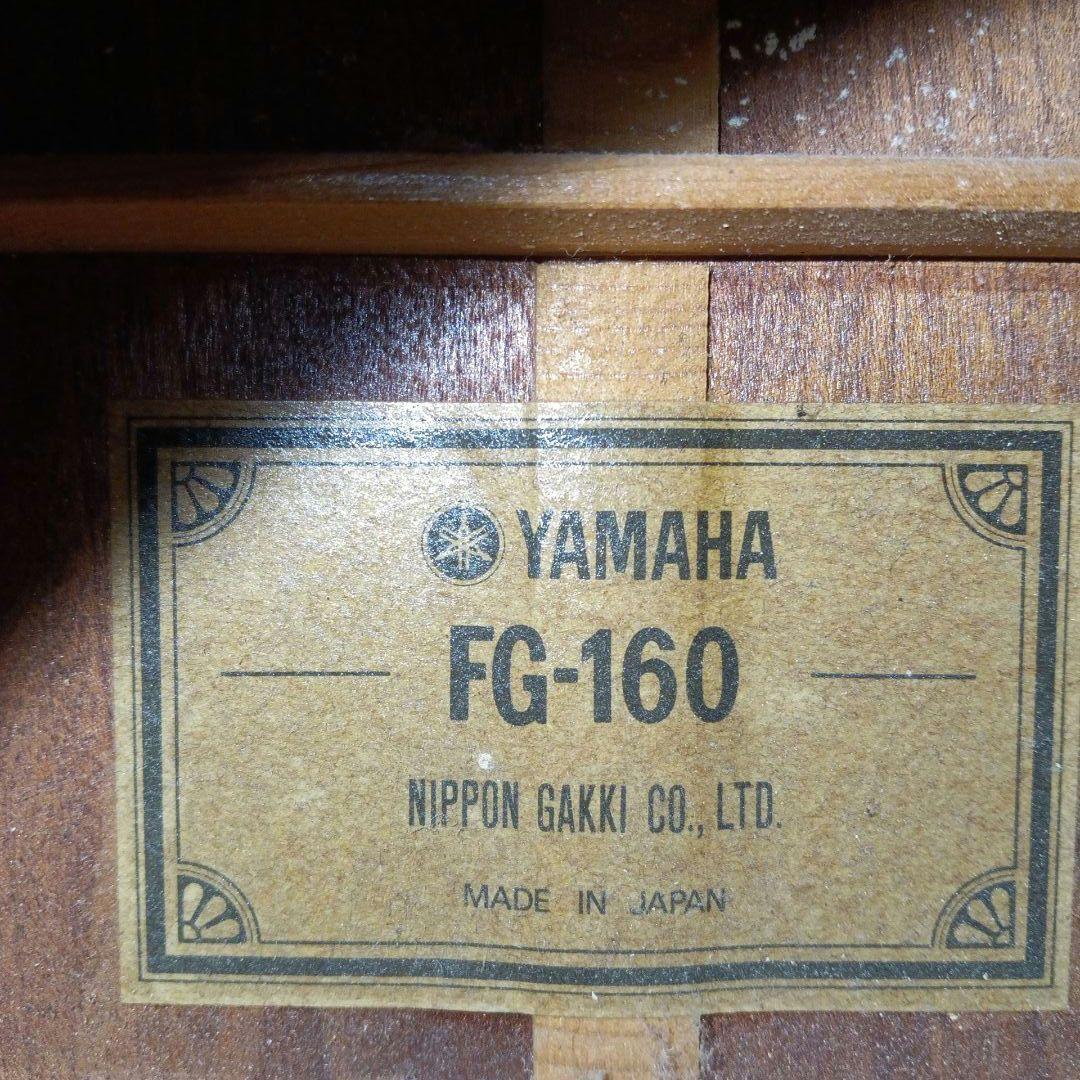 YAMAHA
FG-160
NIPPON GAKKI CO., LTD.
MADE IN JAPAN